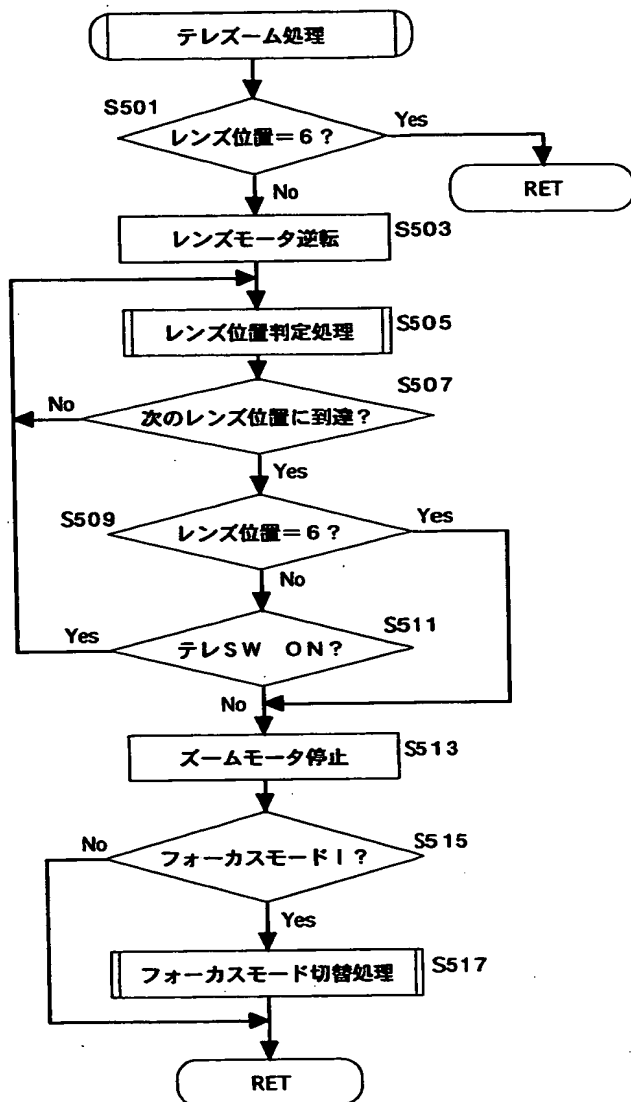 テレズーム処理
S501
レンズ位置=6?
Yes
RET
No
レンズモータ逆転
S503
レンズ位置判定処理
S505
S507
No
次のレンズ位置に到達?
Yes
S509
レンズ位置=6?
Yes
No
Yes
テレSW ON?
S511
No
ズームモータ停止
S513
No
フォーカスモードI?
S515
Yes
フォーカスモード切替処理
S517
RET